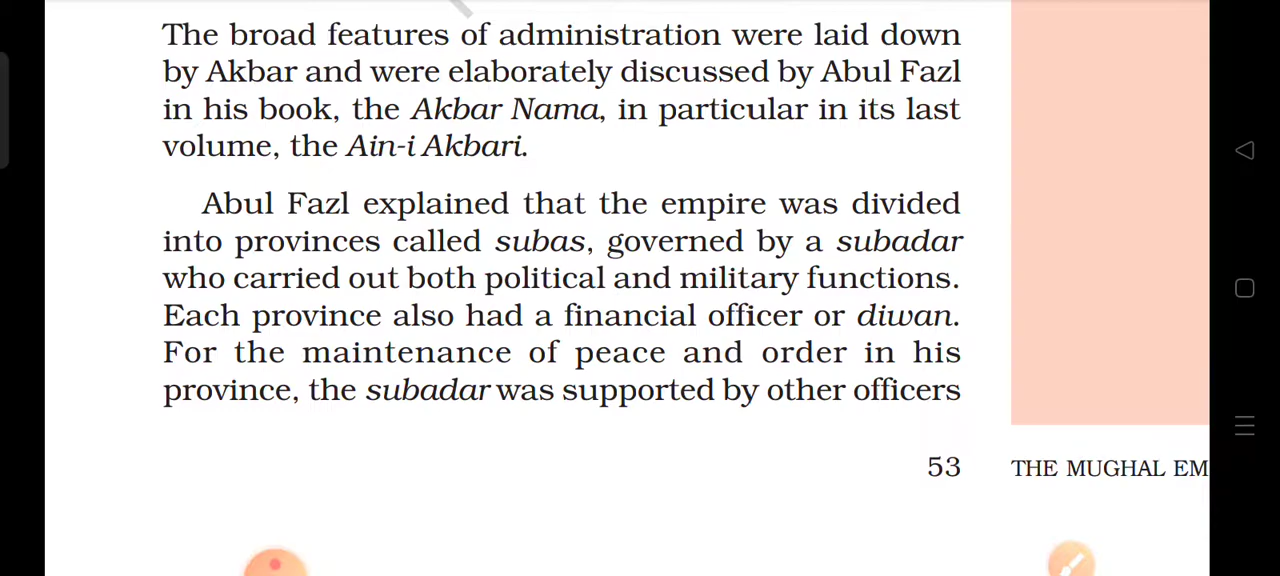 The broad features of administration were laid down
by Akbar and were elaborately discussed by Abul Fazl
in his book, the Akbar Nama, in particular in its last
volume, the Ain-i Akbari.
Abul Fazl explained that the empire was divided
into provinces called subas, governed by a subadar
who carried out both political and military functions.
Each province also had a financial officer or diwan.
For the maintenance of peace and order in his
province, the subadar was supported by other officers
53
THE MUGHAL EM